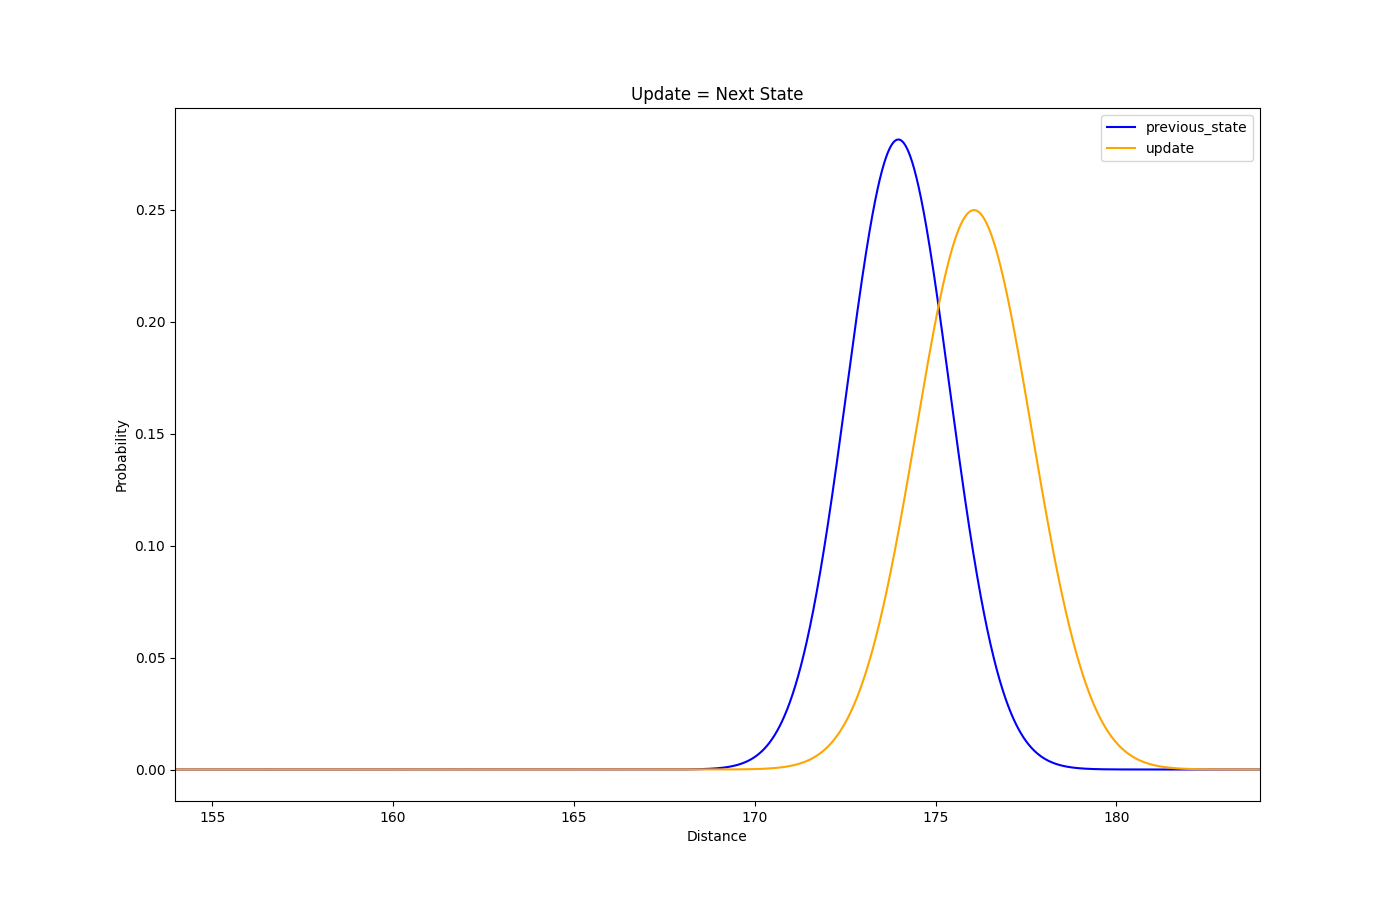 Update = Next State
previous_state
update
0.25
0.20
0.15
0.10
0.05
0.00
Probability
155 160 165 170 175 180
Distance